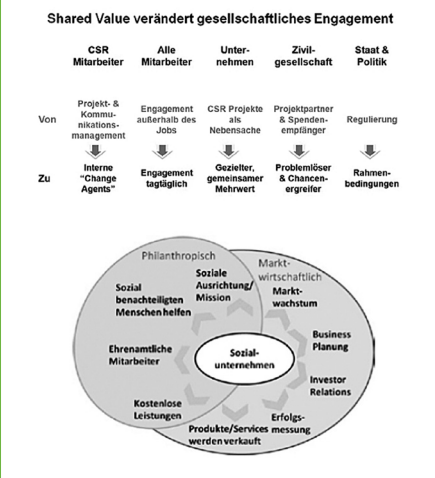 Shared Value verändert gesellschaftliches Engagement
CSR Mitarbeiter
Alle Mitarbeiter
Unter-
nehmen
Zivil-
gesellschaft
Staat &
Politik
Von
Projekt- &
Kommu-
nikations-
management
Engagement
außerhalb des
Jobs
CSR Projekte
als
Nebensache
Projektpartner
& Spenden-
empfänger
Regulierung
Zu
Interne
"Change
Agents"
Engagement
tagtäglich
Gezielter,
gemeinsamer
Mehrwert
Problemlöser
& Chancen-
ergreifer
Rahmen-
bedingungen
Philanthropisch
Markt-
wirtschaftlich
Soziale
Ausrichtung/
Mission
Sozial
benachteiligten
Menschen helfen
Markt-
wachstum
Business
Planung
Ehrenamtliche
Mitarbeiter
Sozial-
unternehmen
Investor
Relations
Kostenlose
Leistungen
Erfolgs-
messung
Produkte/Services
werden verkauft